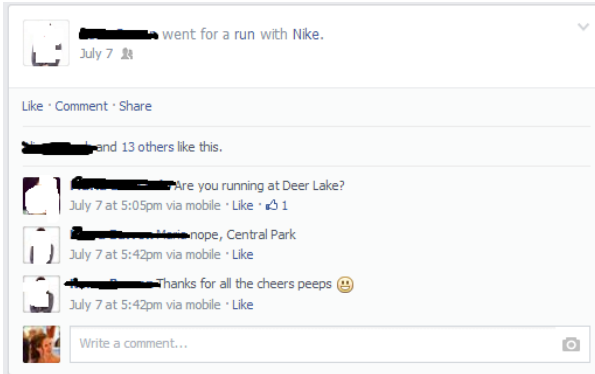 went for a run with Nike.
July 7
Like · Comment · Share
and 13 others like this.
Are you running at Deer Lake?
July 7 at 5:05pm via mobile · Like · 1
nope, Central Park
July 7 at 5:42pm via mobile · Like
Thanks for all the cheers peeps
July 7 at 5:42pm via mobile · Like
Write a comment...